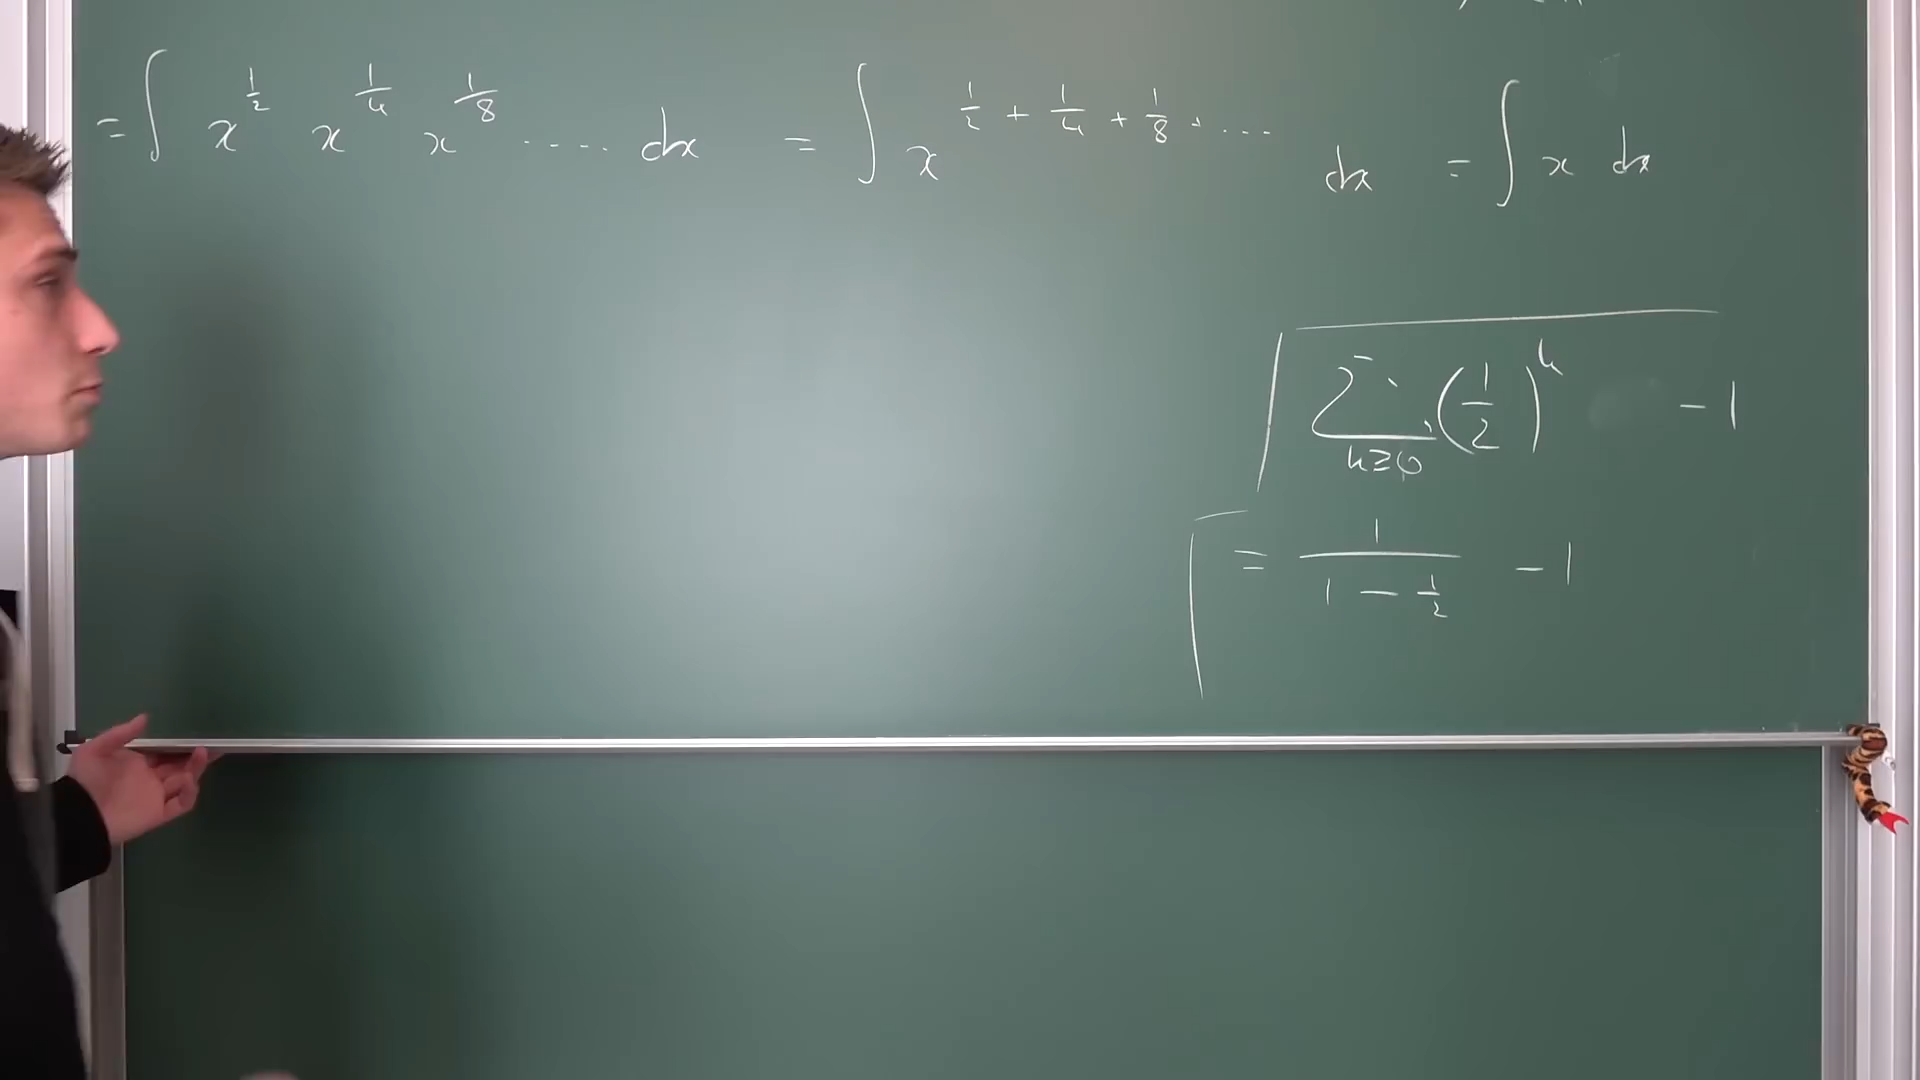 = ∫ x^{1/2} x^{1/4} x^{1/8} ..... dx = ∫ x^{1/2 + 1/4 + 1/8 + ...} dx = ∫ x dx
∑_{k≥0} (1/2)^k - 1
= 1/(1 - 1/2) - 1